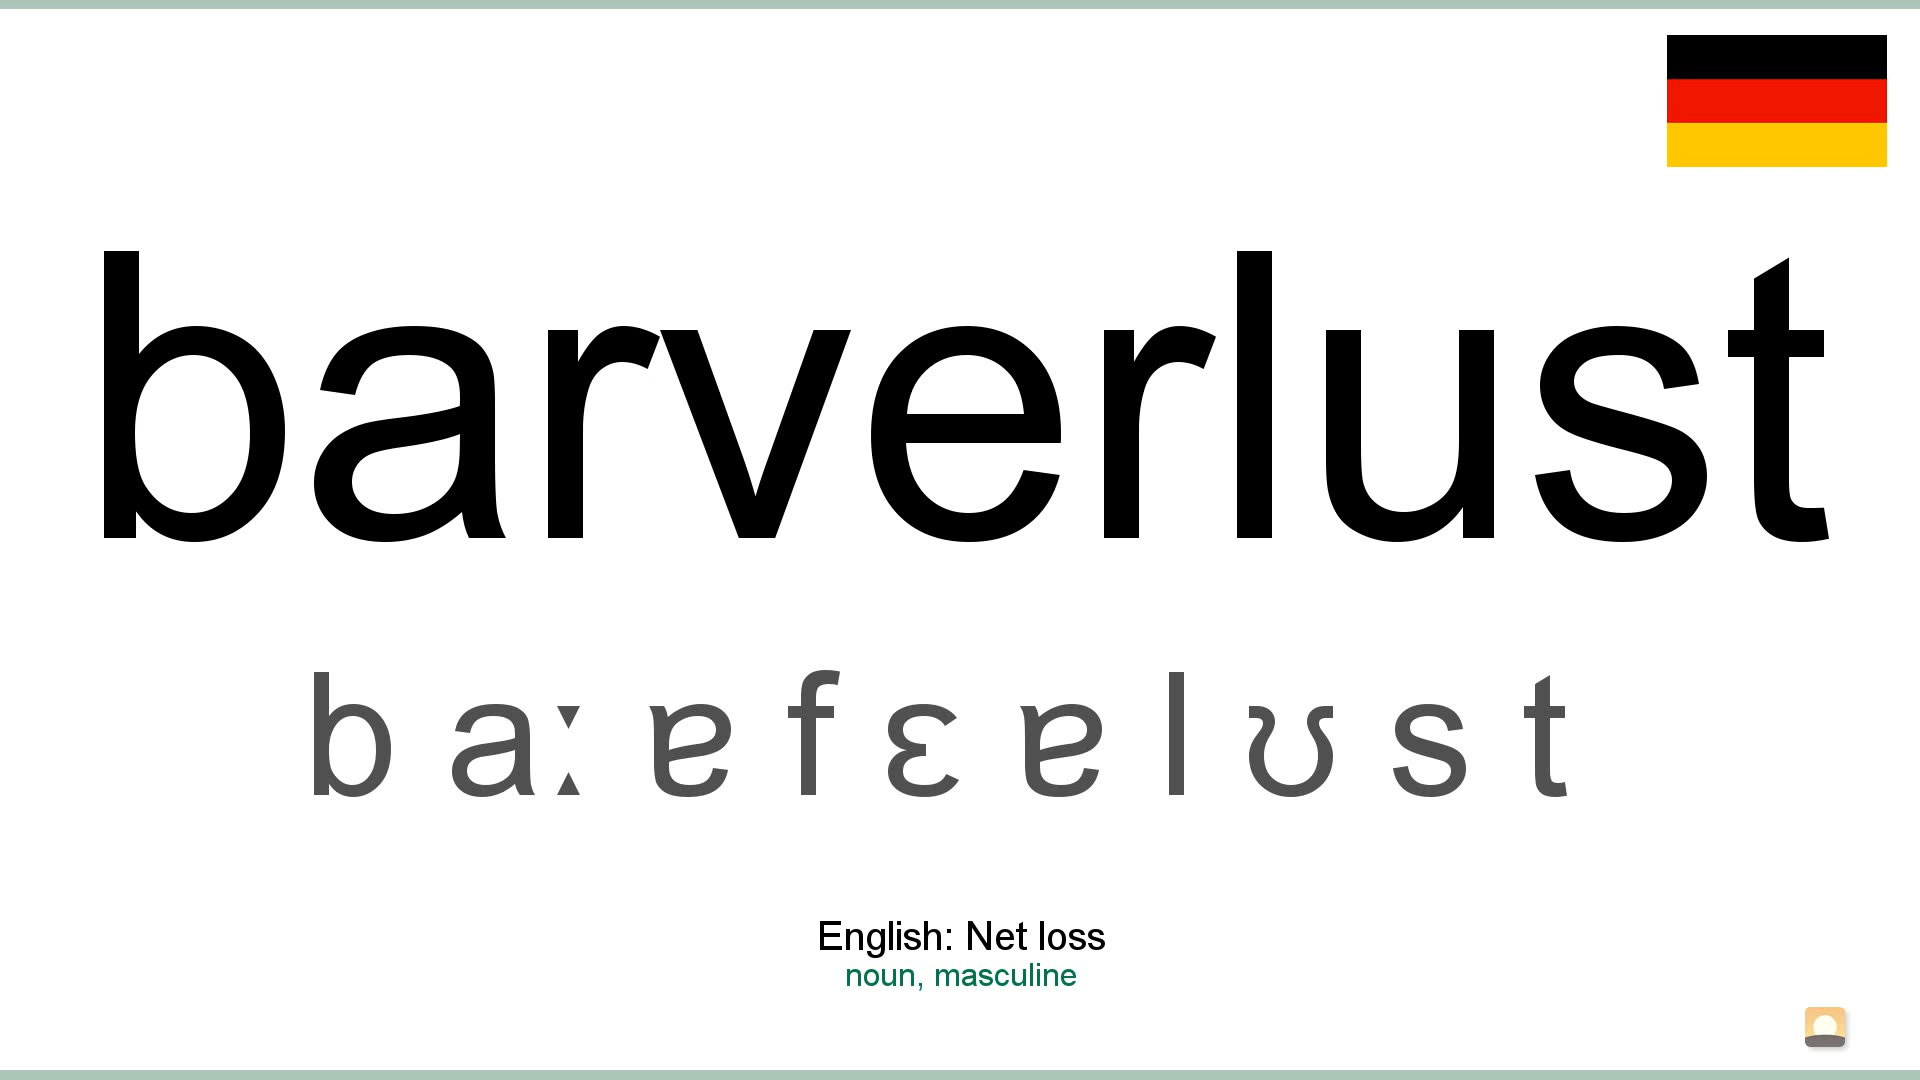 barverlust
b aː ɐ f ɛ ɐ l ʊ s t
English: Net loss
noun, masculine